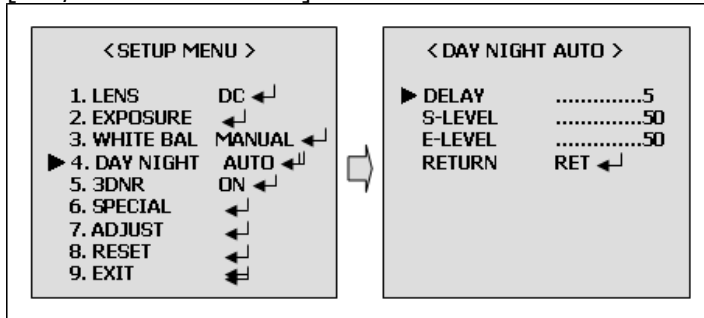 < SETUP MENU >
1. LENS DC ↵
2. EXPOSURE ↵
3. WHITE BAL MANUAL ↵
4. DAY NIGHT AUTO ↵
5. 3DNR ON ↵
6. SPECIAL ↵
7. ADJUST ↵
8. RESET ↵
9. EXIT ↵
< DAY NIGHT AUTO >
DELAY ..............5
S-LEVEL ..............50
E-LEVEL ..............50
RETURN RET ↵